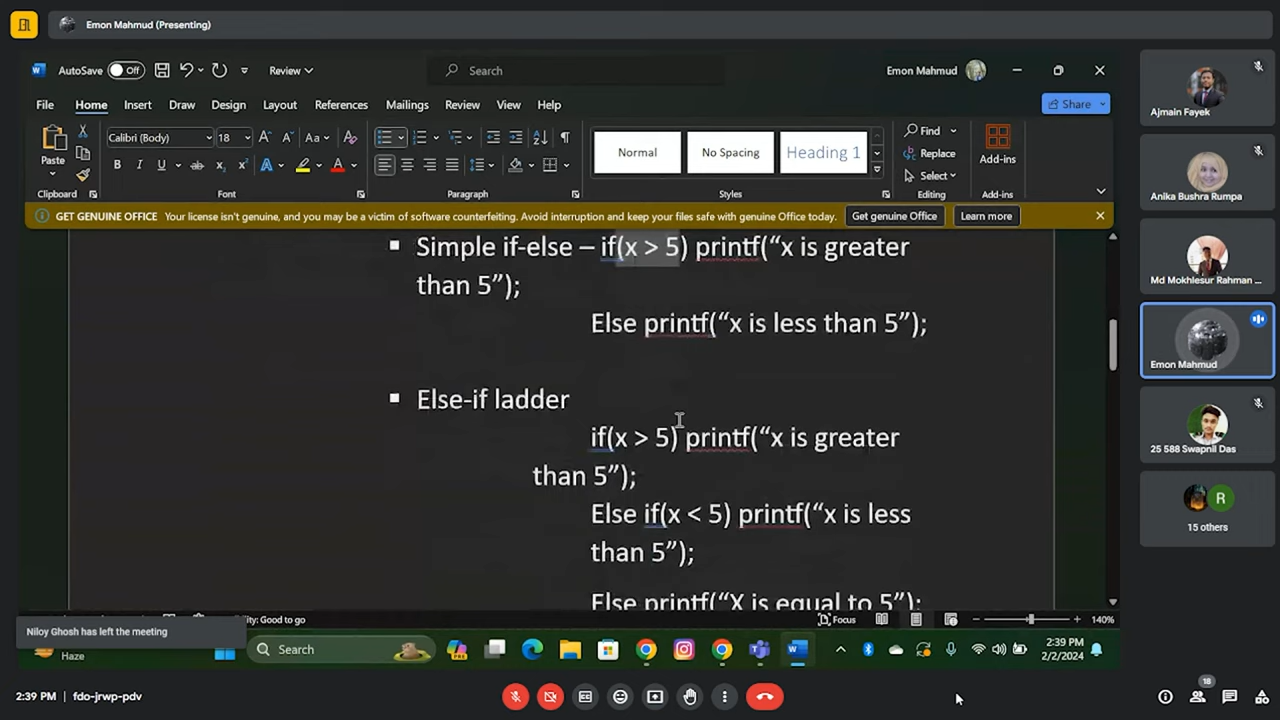 Emon Mahmud (Presenting)
AutoSave Off Review Search Emon Mahmud
File Home Insert Draw Design Layout References Mailings Review View Help Share
Calibri (Body) 18 Aa
Paste
B I U ab x₂ x² A A
Normal No Spacing Heading 1
Find
Replace
Select
Add-ins
Clipboard Font Paragraph Styles Editing Add-ins
GET GENUINE OFFICE Your license isn't genuine, and you may be a victim of software counterfeiting. Avoid interruption and keep your files safe with genuine Office today. Get genuine Office Learn more
▪ Simple if-else – if(x > 5) printf(“x is greater
than 5”);
Else printf(“x is less than 5”);
▪ Else-if ladder
if(x > 5) printf(“x is greater
than 5”);
Else if(x < 5) printf(“x is less
than 5”);
Else printf(“X is equal to 5”);
Good to go Focus 140%
Niloy Ghosh has left the meeting
Haze
Search
2:39 PM
2/2/2024
Ajmain Fayek
Anika Bushra Rumpa
Md Mokhlesur Rahman ...
Emon Mahmud
25 588 Swapnil Das
R
15 others
2:39 PM | fdo-jrwp-pdv
18